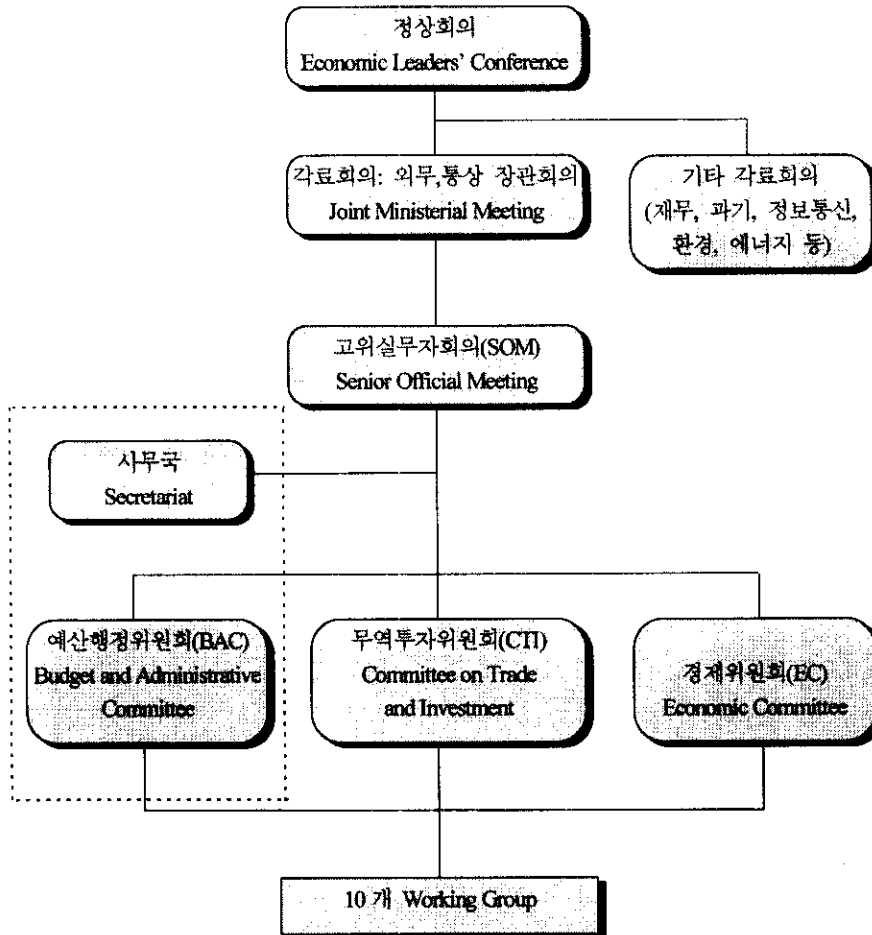 정상회의
Economic Leaders' Conference
각료회의: 외무,통상 장관회의
Joint Ministerial Meeting
기타 각료회의
(재무, 과기, 정보통신,
환경, 에너지 등)
고위실무자회의(SOM)
Senior Official Meeting
사무국
Secretariat
예산행정위원회(BAC)
Budget and Administrative
Committee
무역투자위원회(CTI)
Committee on Trade
and Investment
경제위원회(EC)
Economic Committee
10 개 Working Group